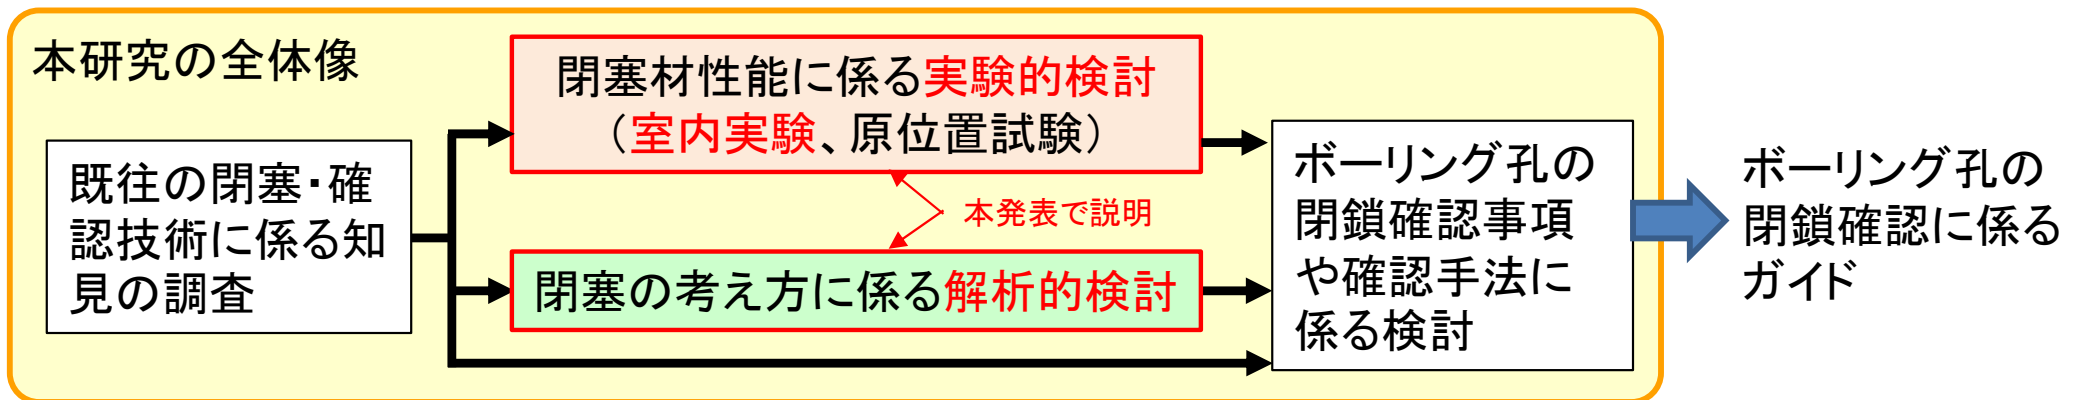 本研究の全体像
既往の閉塞・確
認技術に係る知
見の調査
閉塞材性能に係る実験的検討
（室内実験、原位置試験）
本発表で説明
閉塞の考え方に係る解析的検討
ボーリング孔の
閉鎖確認事項
や確認手法に
係る検討
ボーリング孔の
閉鎖確認に係る
ガイド